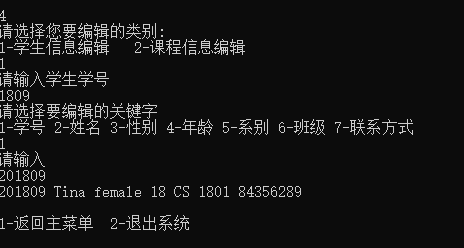 4
请选择您要编辑的类别:
1-学生信息编辑 2-课程信息编辑
1
请输入学生学号
1809
请选择要编辑的关键字
1-学号 2-姓名 3-性别 4-年龄 5-系别 6-班级 7-联系方式
1
请输入
201809
201809 Tina female 18 CS 1801 84356289
1-返回主菜单 2-退出系统